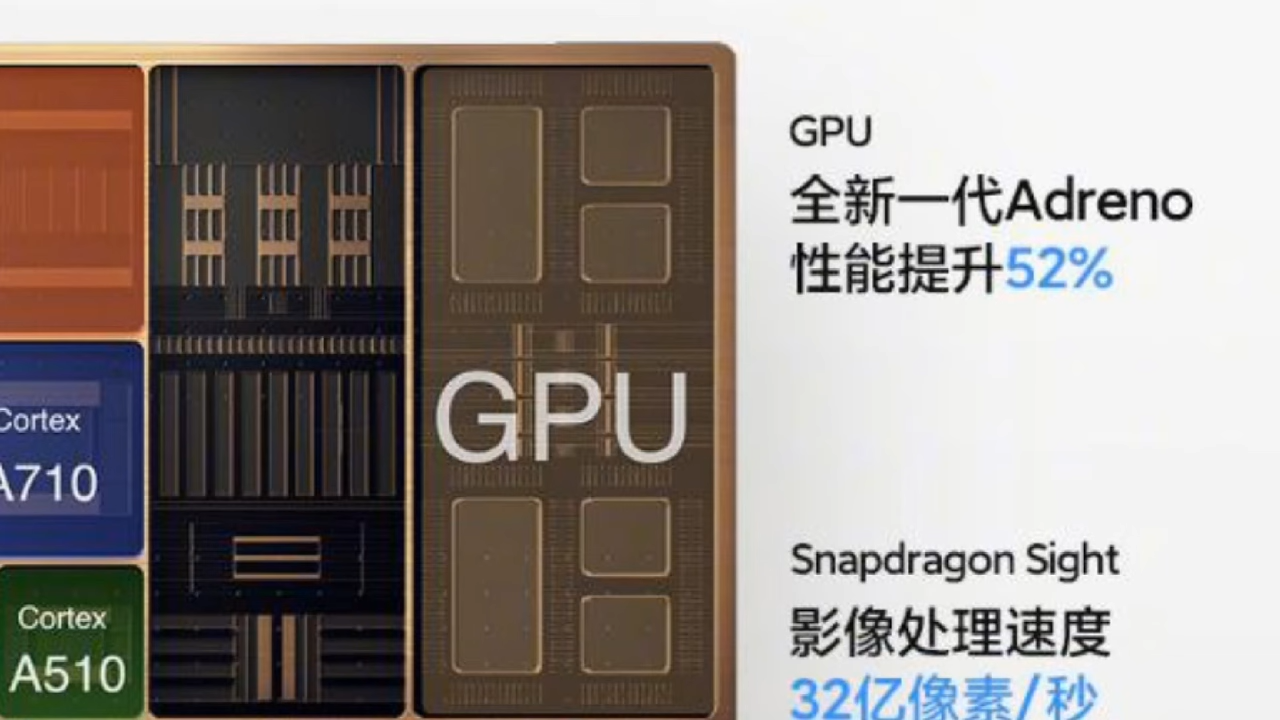 GPU
全新一代Adreno
性能提升52%
GPU
Cortex
A710
Snapdragon Sight
影像处理速度
32亿像素/秒
Cortex
A510